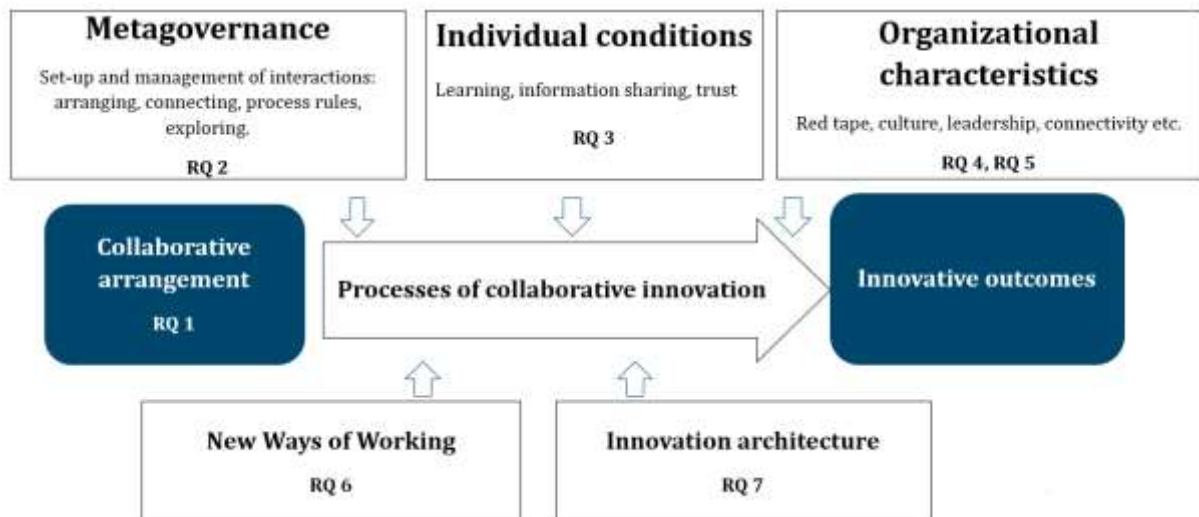 Metagovernance
Set-up and management of interactions:
arranging, connecting, process rules,
exploring.
RQ 2
Individual conditions
Learning, information sharing, trust
RQ 3
Organizational
characteristics
Red tape, culture, leadership, connectivity etc.
RQ 4, RQ 5
Collaborative
arrangement
RQ 1
Processes of collaborative innovation
Innovative outcomes
New Ways of Working
RQ 6
Innovation architecture
RQ 7